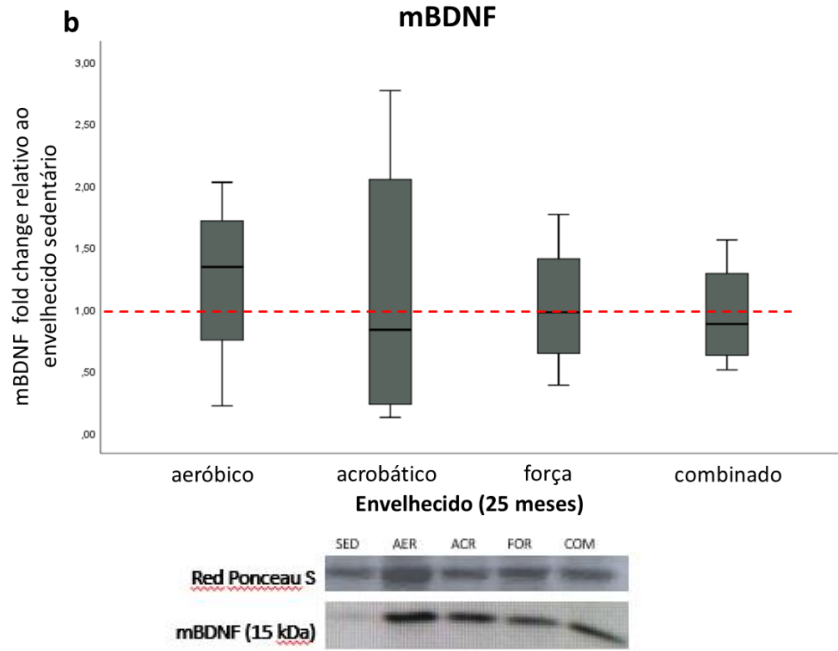 b
mBDNF
mBDNF fold change relativo ao
envelhecido sedentário
3,00
2,50
2,00
1,50
1,00
,50
,00
aeróbico acrobático força combinado
Envelhecido (25 meses)
SED AER ACR FOR COM
Red Ponceau S
mBDNF (15 kDa)